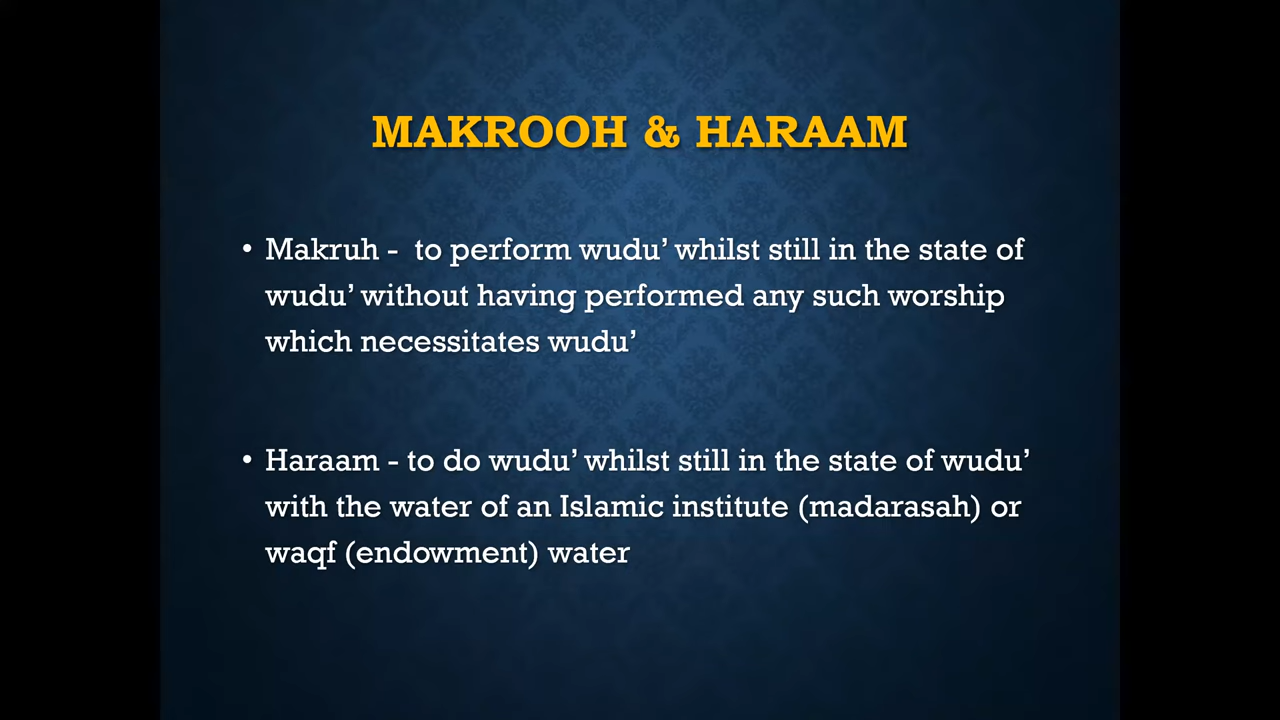 MAKROOH & HARAAM
• Makruh -  to perform wudu’ whilst still in the state of
wudu’ without having performed any such worship
which necessitates wudu’
• Haraam - to do wudu’ whilst still in the state of wudu’
with the water of an Islamic institute (madarasah) or
waqf (endowment) water